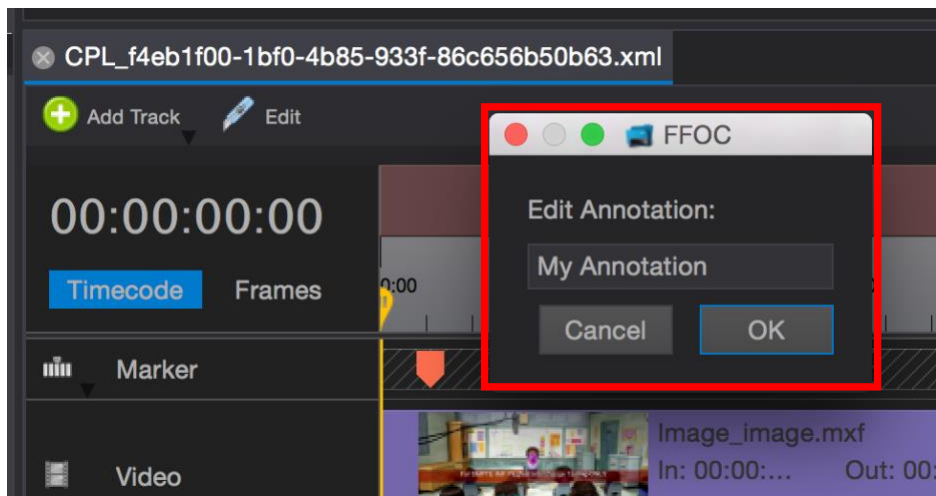 CPL_f4eb1f00-1bf0-4b85-933f-86c656b50b63.xml
Add Track Edit
FFOC
Edit Annotation:
My Annotation
Cancel OK
00:00:00:00
Timecode Frames
0:00
Marker
Video
Image_image.mxf
In: 00:00:... Out: 00: